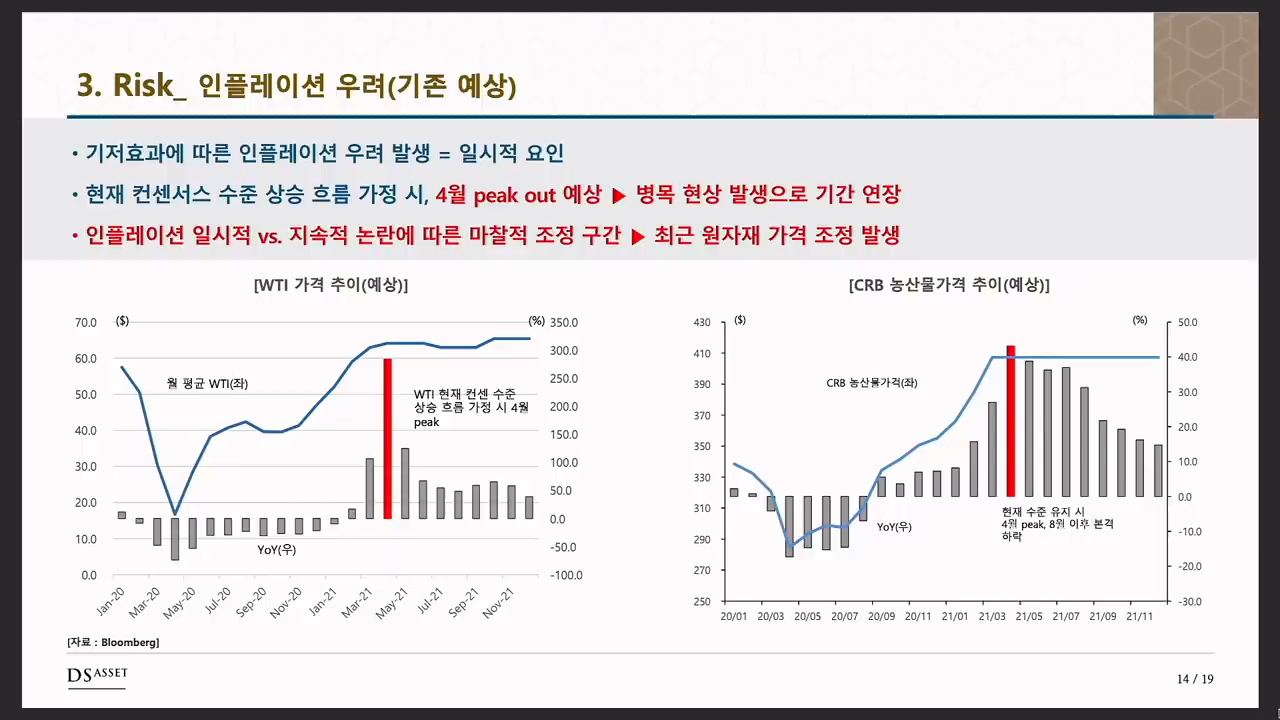 3. Risk_ 인플레이션 우려(기존 예상)
• 기저효과에 따른 인플레이션 우려 발생 = 일시적 요인
• 현재 컨센서스 수준 상승 흐름 가정 시, 4월 peak out 예상 ▶ 병목 현상 발생으로 기간 연장
• 인플레이션 일시적 vs. 지속적 논란에 따른 마찰적 조정 구간 ▶ 최근 원자재 가격 조정 발생
[WTI 가격 추이(예상)]
($)
(%)
70.0
60.0
50.0
40.0
30.0
20.0
10.0
0.0
350.0
300.0
250.0
200.0
150.0
100.0
50.0
0.0
-50.0
-100.0
월 평균 WTI(좌)
WTI 현재 컨센 수준
상승 흐름 가정 시 4월
peak
YoY(우)
Jan-20 Mar-20 May-20 Jul-20 Sep-20 Nov-20 Jan-21 Mar-21 May-21 Jul-21 Sep-21 Nov-21
[CRB 농산물가격 추이(예상)]
($)
(%)
430
410
390
370
350
330
310
290
270
250
50.0
40.0
30.0
20.0
10.0
0.0
-10.0
-20.0
-30.0
CRB 농산물가격(좌)
YoY(우)
현재 수준 유지 시
4월 peak, 8월 이후 본격
하락
20/01 20/03 20/05 20/07 20/09 20/11 21/01 21/03 21/05 21/07 21/09 21/11
[자료 : Bloomberg]
DS ASSET
14 / 19